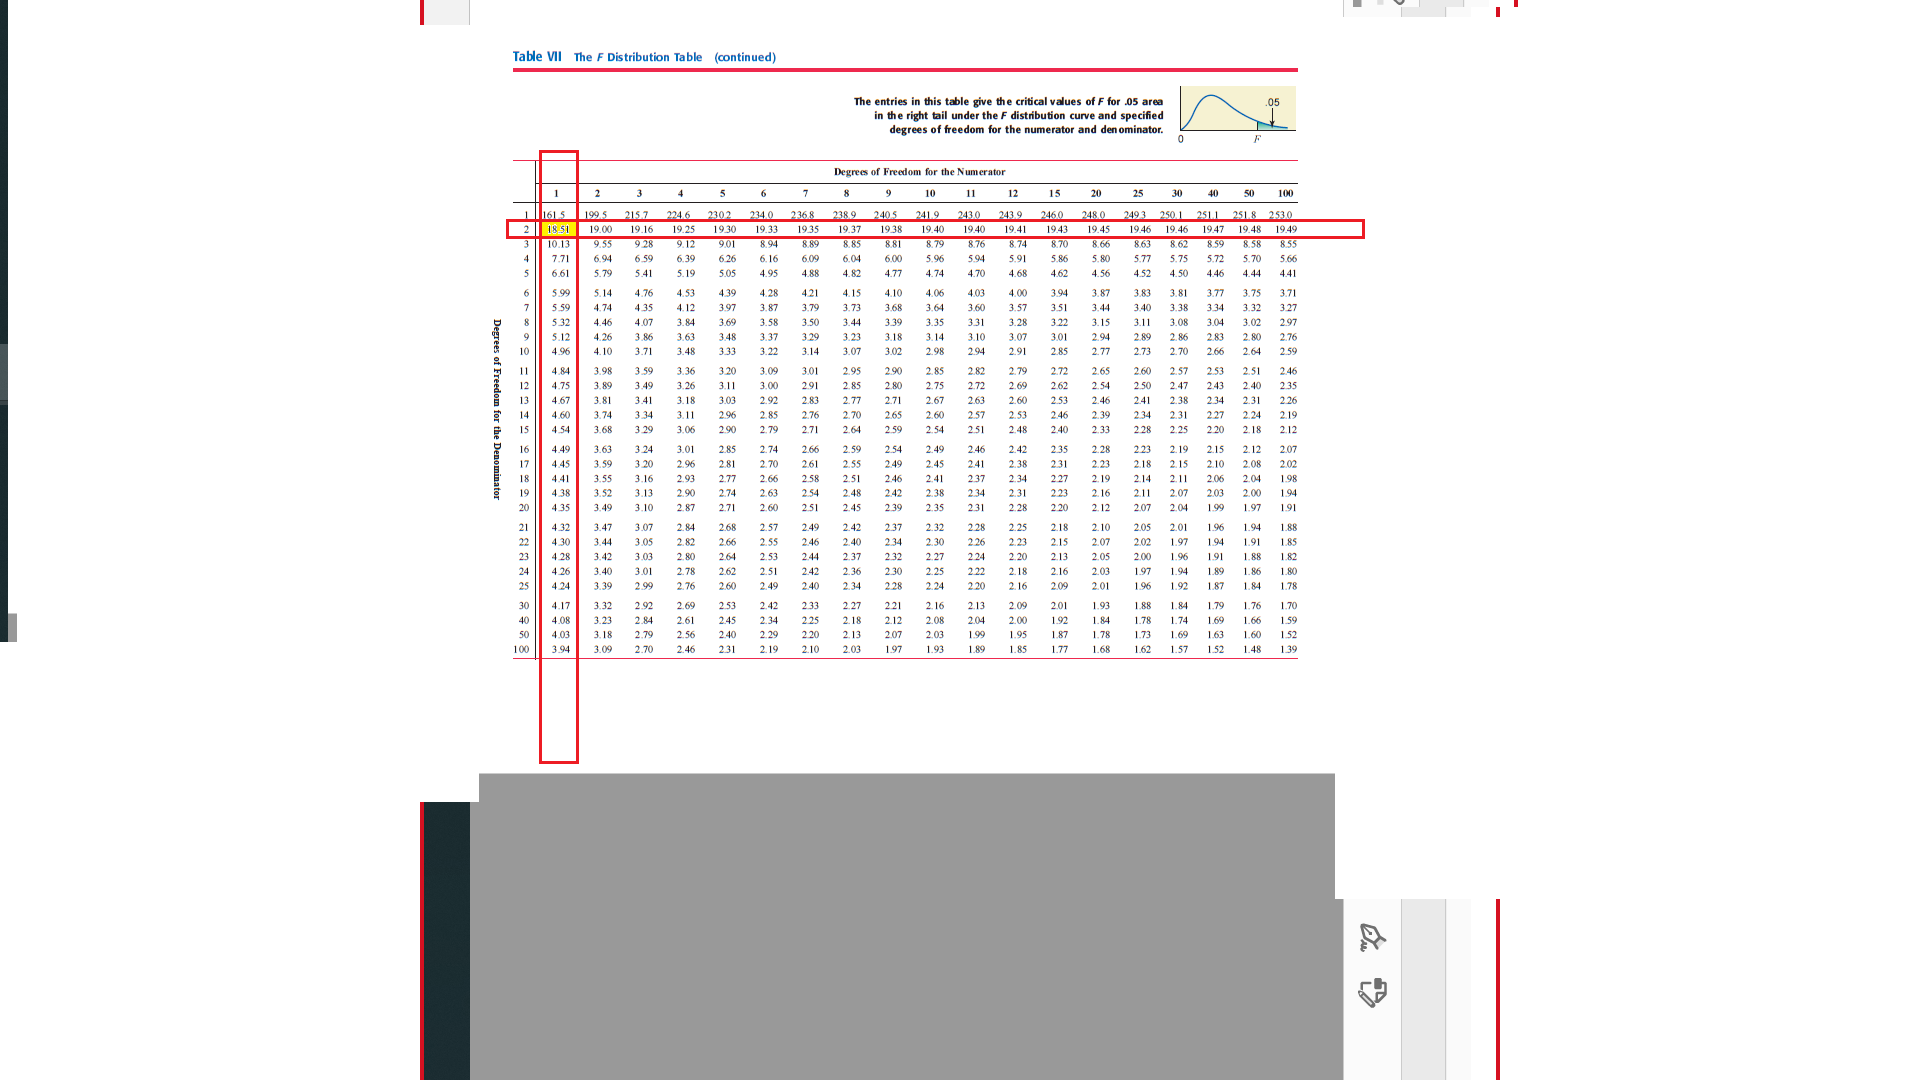 Table VII The F Distribution Table (continued)
The entries in this table give the critical values of F for .05 area
in the right tail under the F distribution curve and specified
degrees of freedom for the numerator and denominator.
.05
0 F
Degrees of Freedom for the Numerator
1 2 3 4 5 6 7 8 9 10 11 12 15 20 25 30 40 50 100
Degrees of Freedom for the Denominator
1 161.5 199.5 215.7 224.6 230.2 234.0 236.8 238.9 240.5 241.9 243.0 243.9 246.0 248.0 249.3 250.1 251.1 251.8 253.0
2 18.51 19.00 19.16 19.25 19.30 19.33 19.35 19.37 19.38 19.40 19.40 19.41 19.43 19.45 19.46 19.46 19.47 19.48 19.49
3 10.13 9.55 9.28 9.12 9.01 8.94 8.89 8.85 8.81 8.79 8.76 8.74 8.70 8.66 8.63 8.62 8.59 8.58 8.55
4 7.71 6.94 6.59 6.39 6.26 6.16 6.09 6.04 6.00 5.96 5.94 5.91 5.86 5.80 5.77 5.75 5.72 5.70 5.66
5 6.61 5.79 5.41 5.19 5.05 4.95 4.88 4.82 4.77 4.74 4.70 4.68 4.62 4.56 4.52 4.50 4.46 4.44 4.41
6 5.99 5.14 4.76 4.53 4.39 4.28 4.21 4.15 4.10 4.06 4.03 4.00 3.94 3.87 3.83 3.81 3.77 3.75 3.71
7 5.59 4.74 4.35 4.12 3.97 3.87 3.79 3.73 3.68 3.64 3.60 3.57 3.51 3.44 3.40 3.38 3.34 3.32 3.27
8 5.32 4.46 4.07 3.84 3.69 3.58 3.50 3.44 3.39 3.35 3.31 3.28 3.22 3.15 3.11 3.08 3.04 3.02 2.97
9 5.12 4.26 3.86 3.63 3.48 3.37 3.29 3.23 3.18 3.14 3.10 3.07 3.01 2.94 2.89 2.86 2.83 2.80 2.76
10 4.96 4.10 3.71 3.48 3.33 3.22 3.14 3.07 3.02 2.98 2.94 2.91 2.85 2.77 2.73 2.70 2.66 2.64 2.59
11 4.84 3.98 3.59 3.36 3.20 3.09 3.01 2.95 2.90 2.85 2.82 2.79 2.72 2.65 2.60 2.57 2.53 2.51 2.46
12 4.75 3.89 3.49 3.26 3.11 3.00 2.91 2.85 2.80 2.75 2.72 2.69 2.62 2.54 2.50 2.47 2.43 2.40 2.35
13 4.67 3.81 3.41 3.18 3.03 2.92 2.83 2.77 2.71 2.67 2.63 2.60 2.53 2.46 2.41 2.38 2.34 2.31 2.26
14 4.60 3.74 3.34 3.11 2.96 2.85 2.76 2.70 2.65 2.60 2.57 2.53 2.46 2.39 2.34 2.31 2.27 2.24 2.19
15 4.54 3.68 3.29 3.06 2.90 2.79 2.71 2.64 2.59 2.54 2.51 2.48 2.40 2.33 2.28 2.25 2.20 2.18 2.12
16 4.49 3.63 3.24 3.01 2.85 2.74 2.66 2.59 2.54 2.49 2.46 2.42 2.35 2.28 2.23 2.19 2.15 2.12 2.07
17 4.45 3.59 3.20 2.96 2.81 2.70 2.61 2.55 2.49 2.45 2.41 2.38 2.31 2.23 2.18 2.15 2.10 2.08 2.02
18 4.41 3.55 3.16 2.93 2.77 2.66 2.58 2.51 2.46 2.41 2.37 2.34 2.27 2.19 2.14 2.11 2.06 2.04 1.98
19 4.38 3.52 3.13 2.90 2.74 2.63 2.54 2.48 2.42 2.38 2.34 2.31 2.23 2.16 2.11 2.07 2.03 2.00 1.94
20 4.35 3.49 3.10 2.87 2.71 2.60 2.51 2.45 2.39 2.35 2.31 2.28 2.20 2.12 2.07 2.04 1.99 1.97 1.91
21 4.32 3.47 3.07 2.84 2.68 2.57 2.49 2.42 2.37 2.32 2.28 2.25 2.18 2.10 2.05 2.01 1.96 1.94 1.88
22 4.30 3.44 3.05 2.82 2.66 2.55 2.46 2.40 2.34 2.30 2.26 2.23 2.15 2.07 2.02 1.97 1.94 1.91 1.85
23 4.28 3.42 3.03 2.80 2.64 2.53 2.44 2.37 2.32 2.27 2.24 2.20 2.13 2.05 2.00 1.96 1.91 1.88 1.82
24 4.26 3.40 3.01 2.78 2.62 2.51 2.42 2.36 2.30 2.25 2.22 2.18 2.16 2.03 1.97 1.94 1.89 1.86 1.80
25 4.24 3.39 2.99 2.76 2.60 2.49 2.40 2.34 2.28 2.24 2.20 2.16 2.09 2.01 1.96 1.92 1.87 1.84 1.78
30 4.17 3.32 2.92 2.69 2.53 2.42 2.33 2.27 2.21 2.16 2.13 2.09 2.01 1.93 1.88 1.84 1.79 1.76 1.70
40 4.08 3.23 2.84 2.61 2.45 2.34 2.25 2.18 2.12 2.08 2.04 2.00 1.92 1.84 1.78 1.74 1.69 1.66 1.59
50 4.03 3.18 2.79 2.56 2.40 2.29 2.20 2.13 2.07 2.03 1.99 1.95 1.87 1.78 1.73 1.69 1.63 1.60 1.52
100 3.94 3.09 2.70 2.46 2.31 2.19 2.10 2.03 1.97 1.93 1.89 1.85 1.77 1.68 1.62 1.57 1.52 1.48 1.39